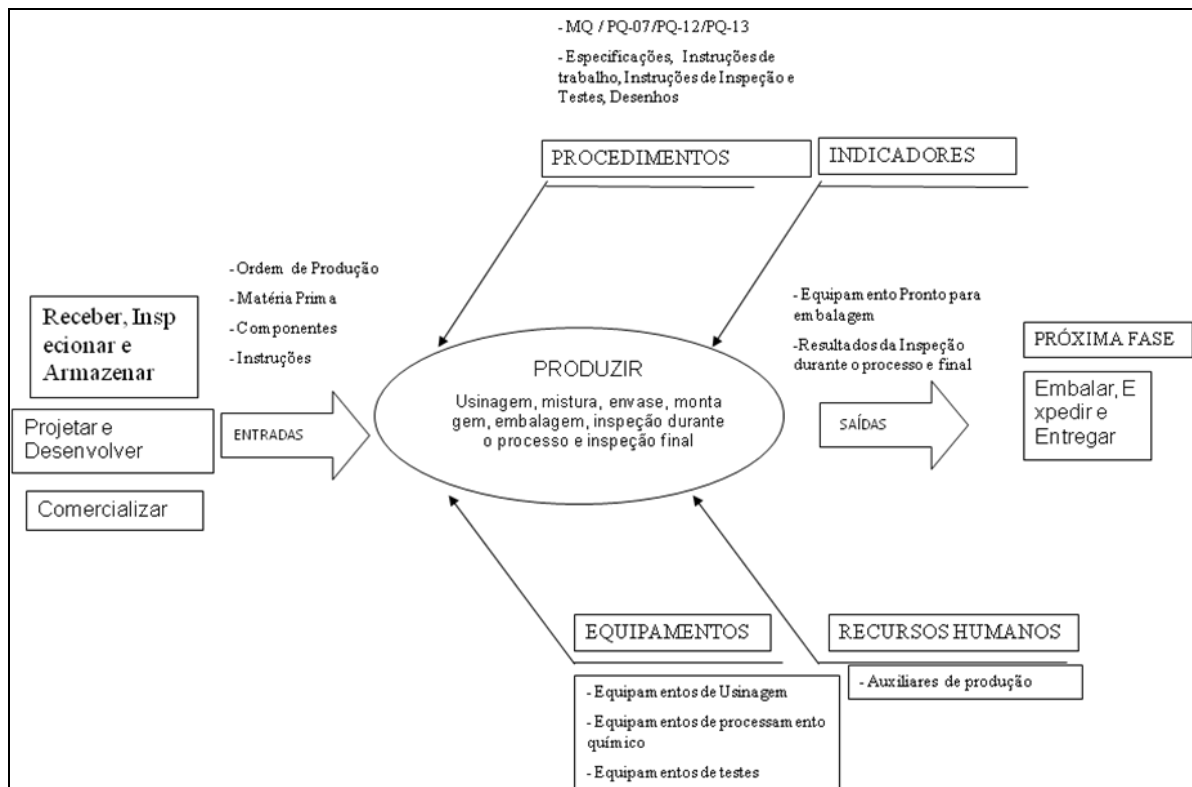 - MQ / PQ-07/PQ-12/PQ-13
- Especificações, Instruções de
trabalho, Instruções de Inspeção e
Testes, Desenhos
PROCEDIMENTOS
INDICADORES
- Ordem de Produção
- Matéria Prima
- Componentes
- Instruções
Receber, Insp
ecionar e
Armazenar
Projetar e
Desenvolver
Comercializar
ENTRADAS
PRODUZIR
Usinagem, mistura, envase, monta
gem, embalagem, inspeção durante
o processo e inspeção final
- Equipamento Pronto para
embalagem
-Resultados da Inspeção
durante o processo e final
SAÍDAS
PRÓXIMA FASE
Embalar, E
xpedir e
Entregar
EQUIPAMENTOS
- Equipamentos de Usinagem
- Equipamentos de processamento
químico
- Equipamentos de testes
RECURSOS HUMANOS
- Auxiliares de produção